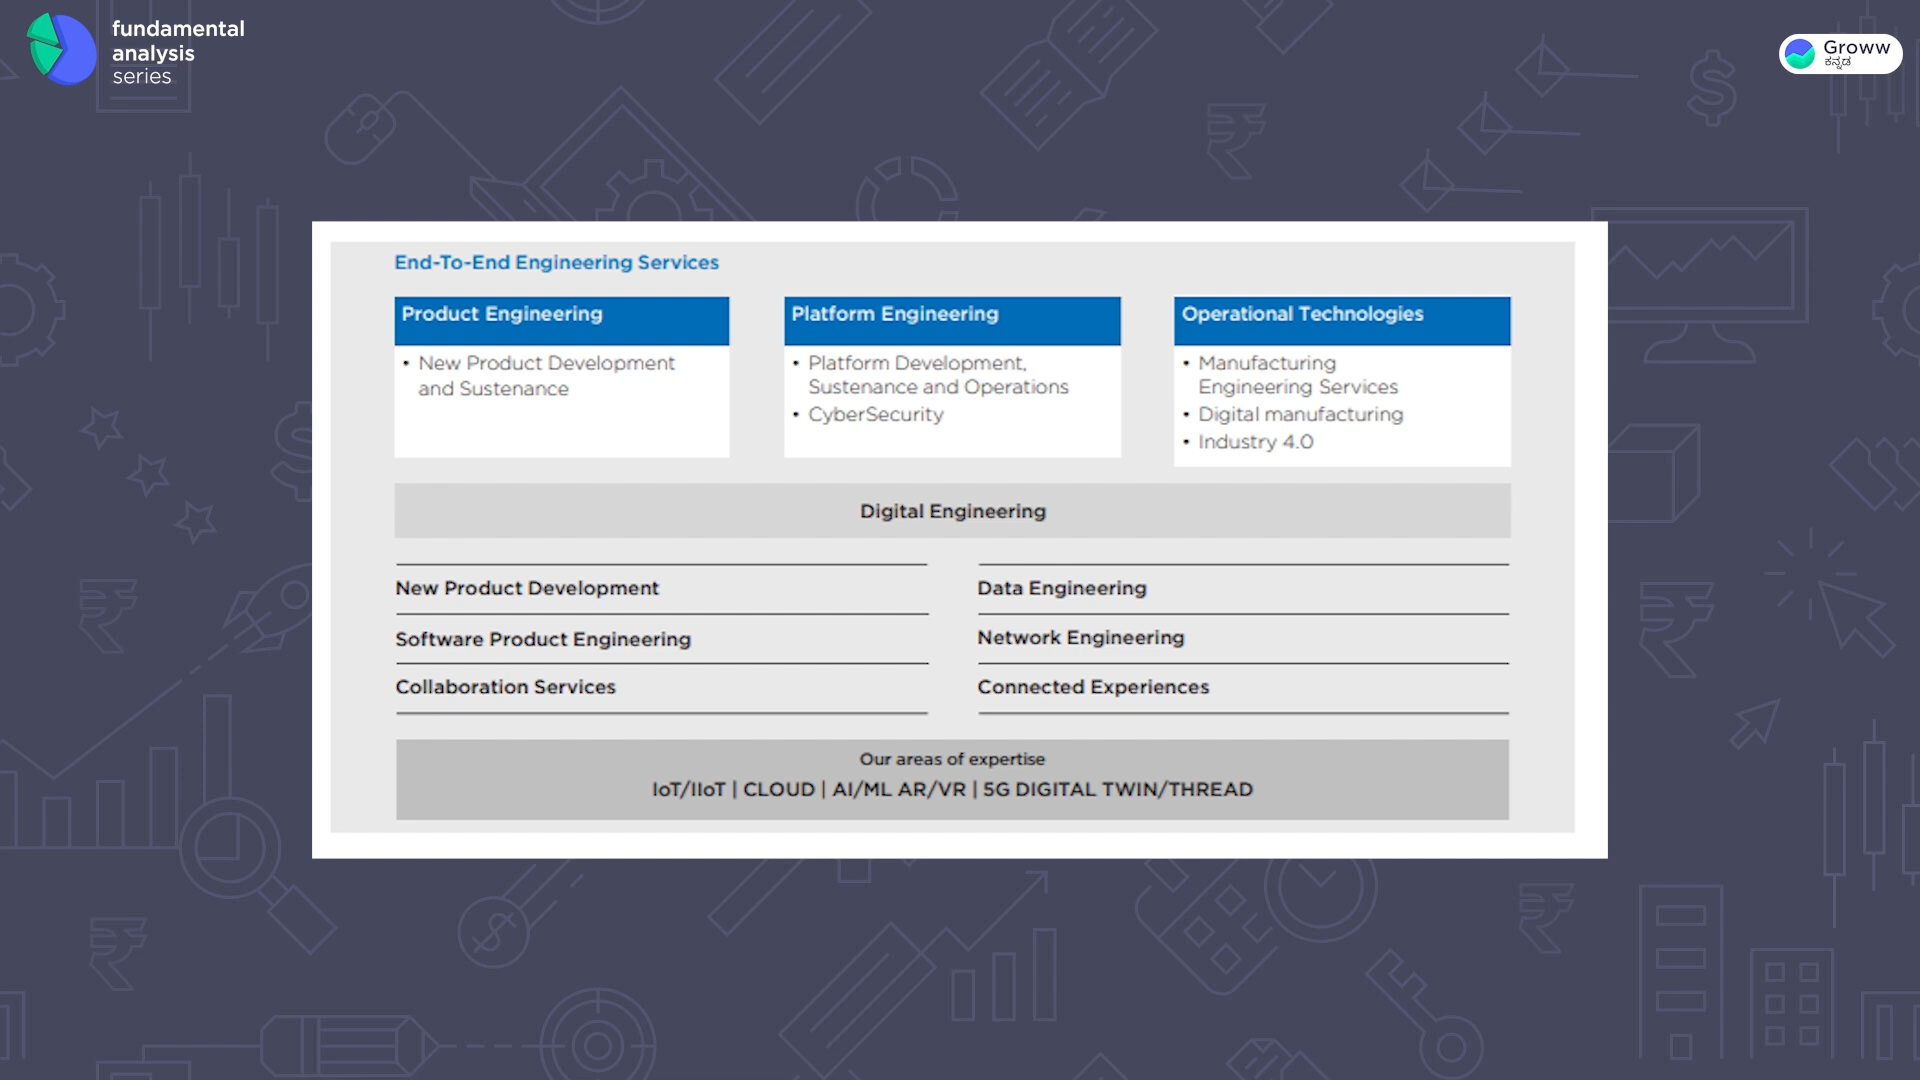 fundamental
analysis
series
Groww
ಕನ್ನಡ
End-To-End Engineering Services
Product Engineering
• New Product Development
and Sustenance
Platform Engineering
• Platform Development,
Sustenance and Operations
• CyberSecurity
Operational Technologies
• Manufacturing
Engineering Services
• Digital manufacturing
• Industry 4.0
Digital Engineering
New Product Development
Software Product Engineering
Collaboration Services
Data Engineering
Network Engineering
Connected Experiences
Our areas of expertise
IoT/IIoT | CLOUD | AI/ML AR/VR | 5G DIGITAL TWIN/THREAD